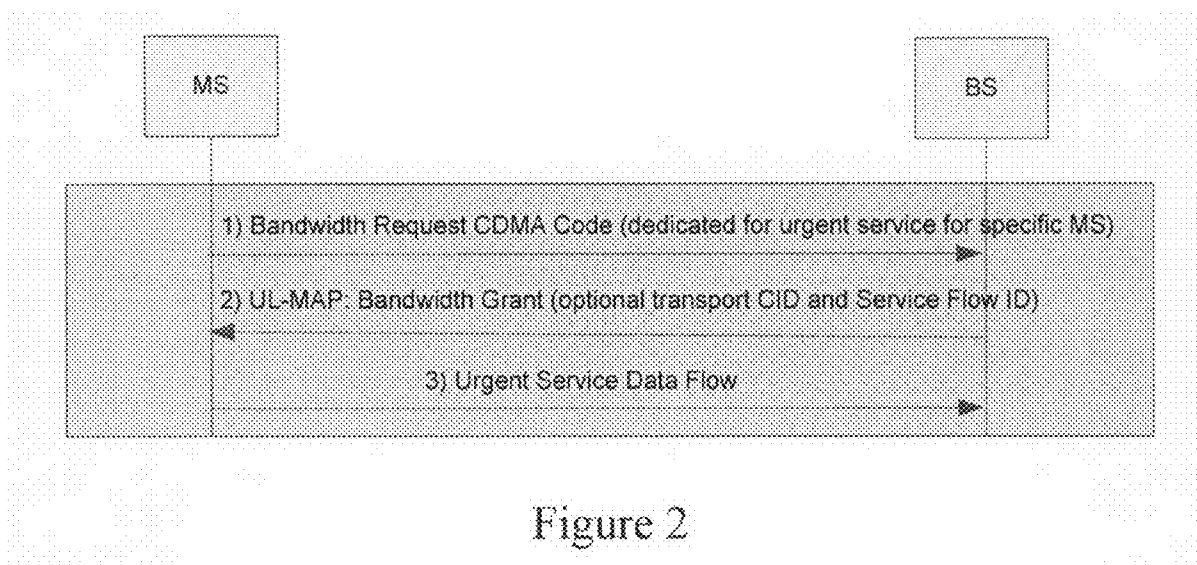 MS
BS
1) Bandwidth Request CDMA Code (dedicated for urgent service for specific MS)
2) UL-MAP: Bandwidth Grant (optional transport CID and Service Flow ID)
3) Urgent Service Data Flow
Figure 2